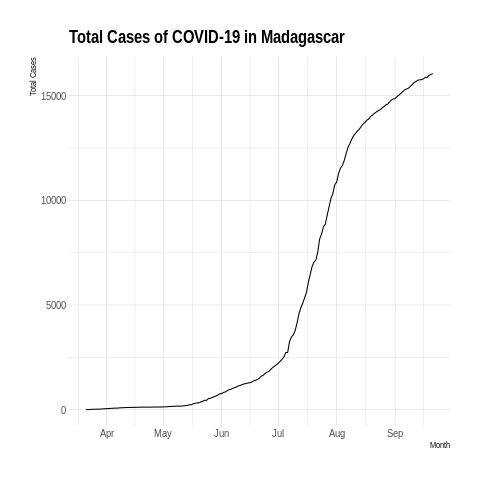 Total Cases of COVID-19 in Madagascar
Total Cases
15000
10000
5000
0
Apr May Jun Jul Aug Sep
Month